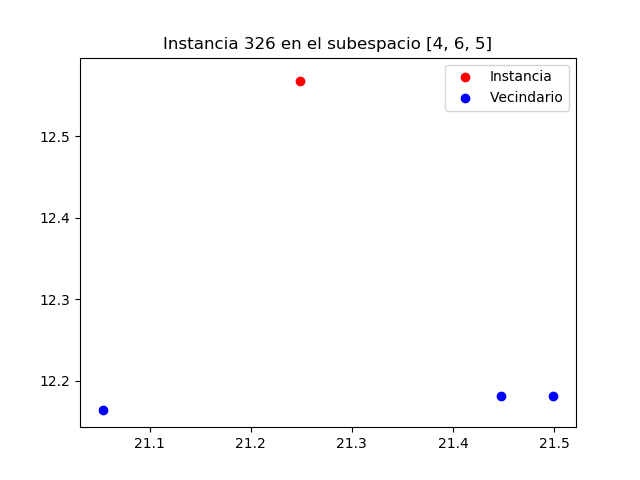 Instancia 326 en el subespacio [4, 6, 5]
Instancia
Vecindario
12.5
12.4
12.3
12.2
21.1 21.2 21.3 21.4 21.5